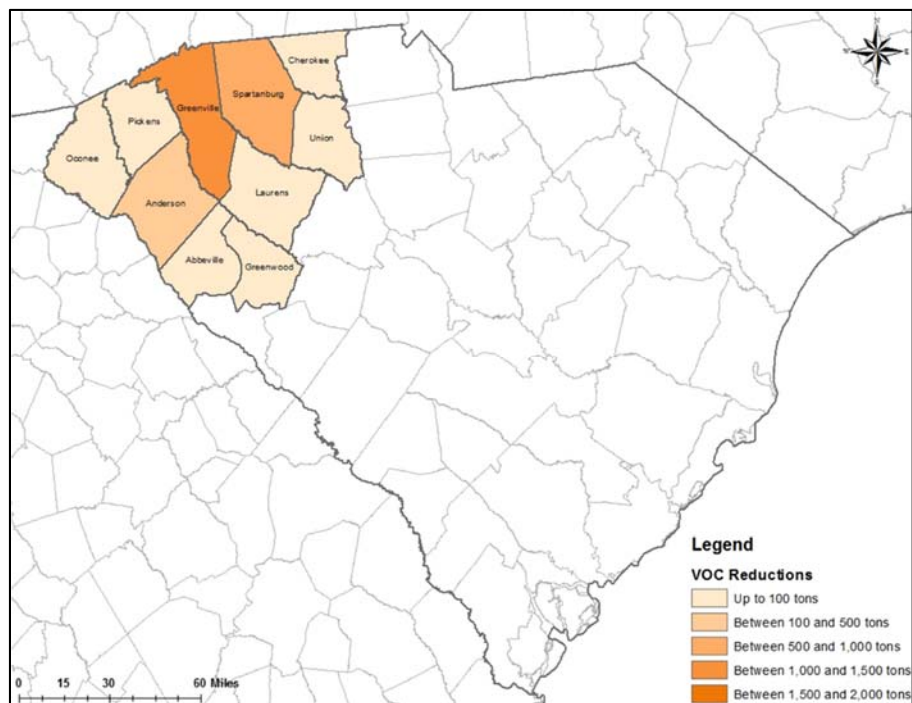 N
W
E
S
Cherokee
Spartanburg
Greenville
Pickens
Union
Oconee
Laurens
Anderson
Abbeville
Greenwood
Legend
VOC Reductions
Up to 100 tons
Between 100 and 500 tons
Between 500 and 1,000 tons
Between 1,000 and 1,500 tons
Between 1,500 and 2,000 tons
0 15 30 60 Miles